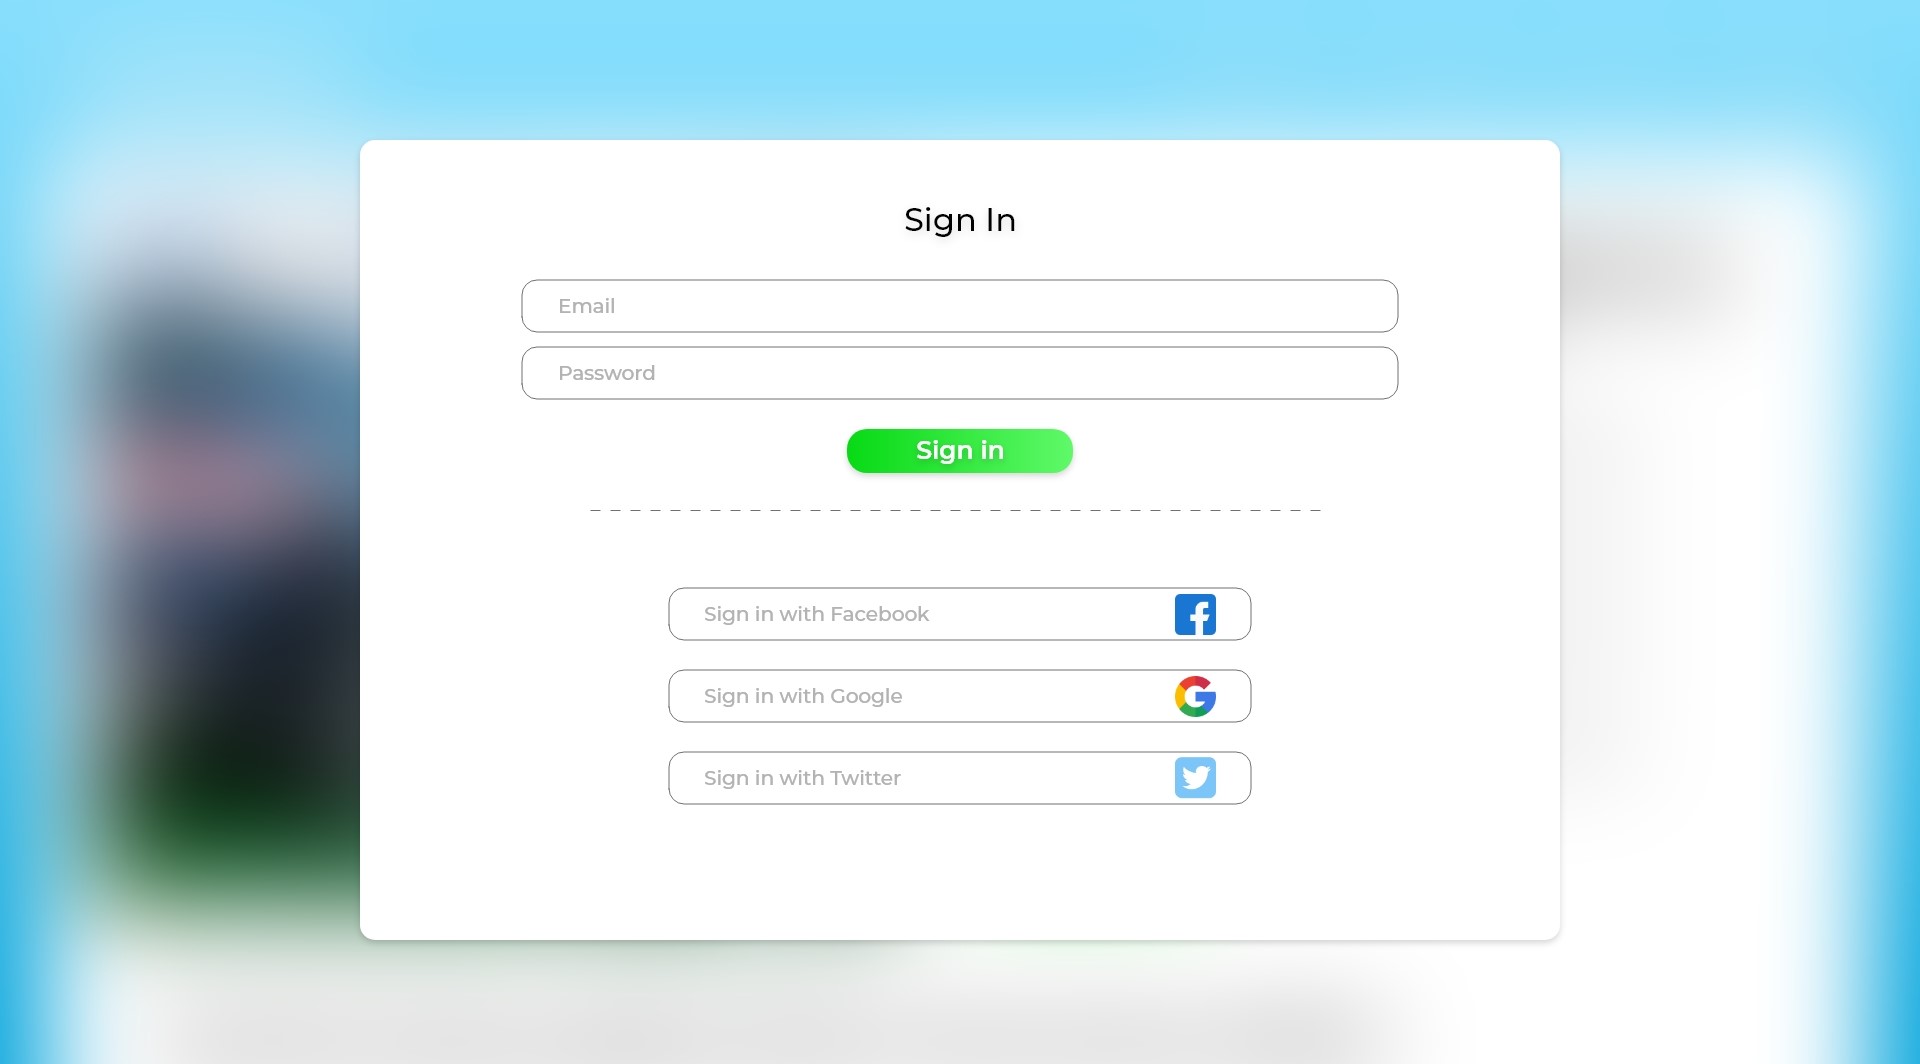 Sign In
Email
Password
Sign in
Sign in with Facebook
Sign in with Google
Sign in with Twitter